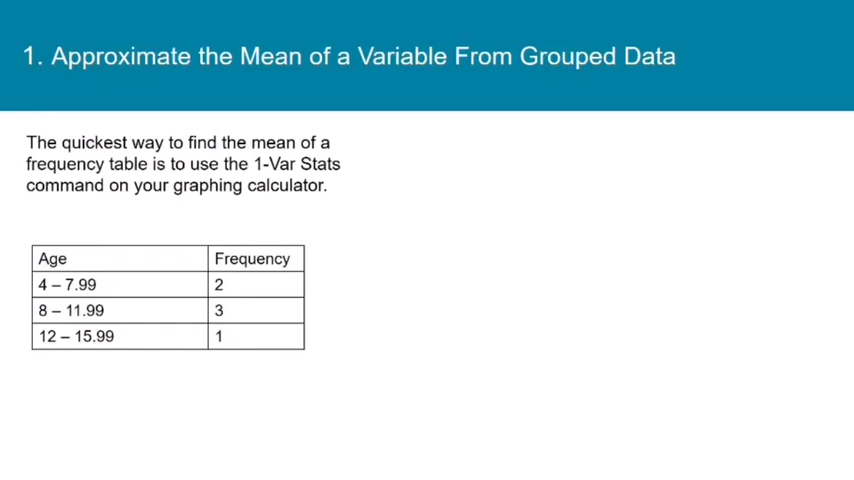 1. Approximate the Mean of a Variable From Grouped Data
The quickest way to find the mean of a
frequency table is to use the 1-Var Stats
command on your graphing calculator.
Age Frequency
4 – 7.99 2
8 – 11.99 3
12 – 15.99 1